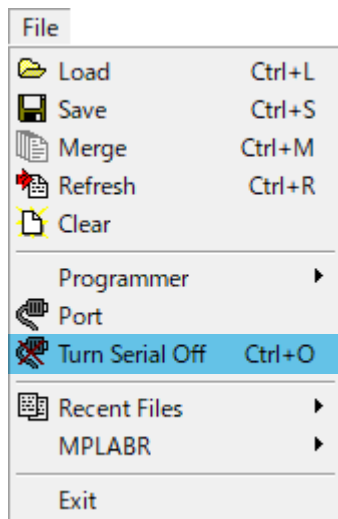 File
Load Ctrl+L
Save Ctrl+S
Merge Ctrl+M
Refresh Ctrl+R
Clear
Programmer
Port
Turn Serial Off Ctrl+O
Recent Files
MPLABR
Exit